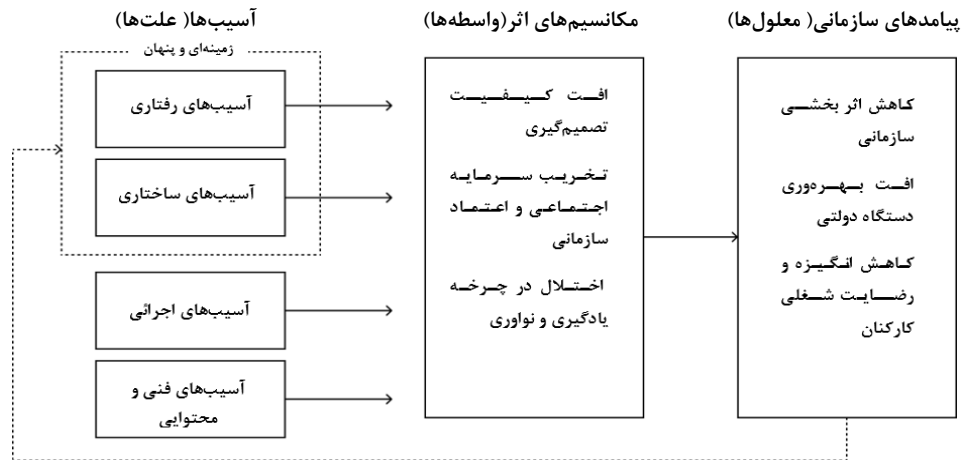 آسیب‌ها( علت‌ها)
مکانسیم‌های اثر(واسطه‌ها)
پیامدهای سازمانی( معلول‌ها)
زمینه‌ای و پنهان
آسیب‌های رفتاری
آسیب‌های ساختاری
آسیب‌های اجرائی
آسیب‌های فنی و
محتوایی
افت کیفیت
تصمیم‌گیری
تخریب سرمایه
اجتماعی و اعتماد
سازمانی
اختلال در چرخه
یادگیری و نواوری
کاهش اثر بخشی
سازمانی
افت بهره‌وری
دستگاه دولتی
کاهش انگیزه و
رضایت شغلی
کارکنان